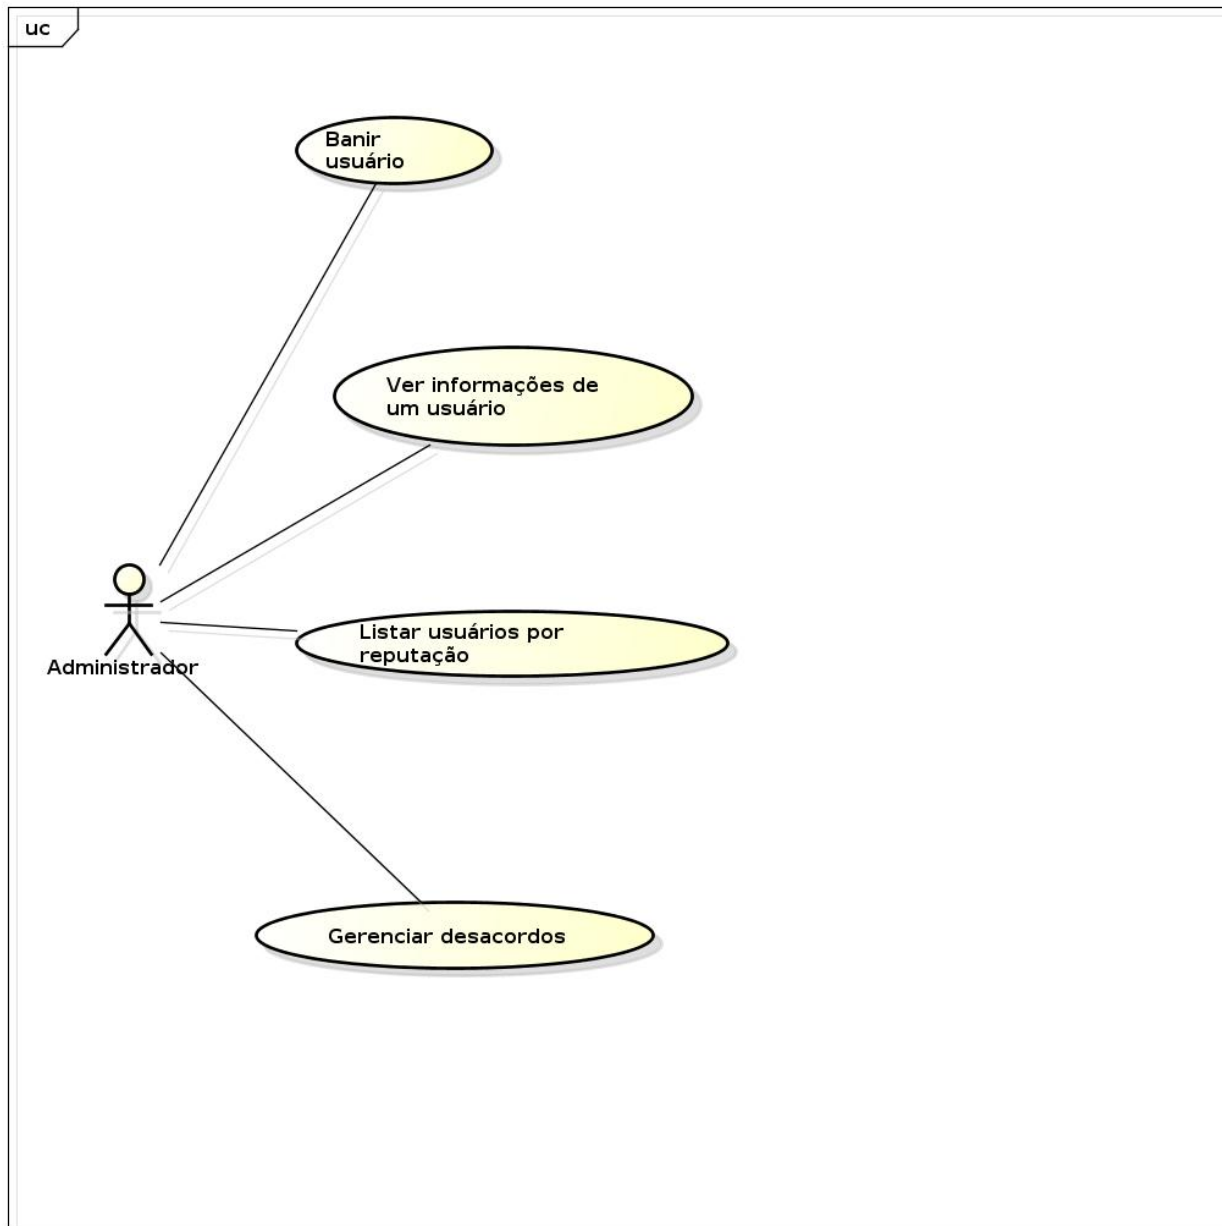 uc
Banir
usuário
Ver informações de
um usuário
Listar usuários por
reputação
Administrador
Gerenciar desacordos